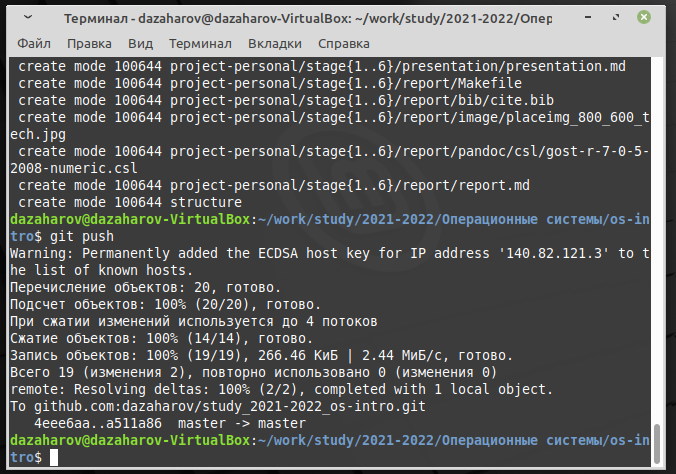 Терминал - dazaharov@dazaharov-VirtualBox: ~/work/study/2021-2022/Опер
Файл Правка Вид Терминал Вкладки Справка
create mode 100644 project-personal/stage{1..6}/presentation/presentation.md
create mode 100644 project-personal/stage{1..6}/report/Makefile
create mode 100644 project-personal/stage{1..6}/report/bib/cite.bib
create mode 100644 project-personal/stage{1..6}/report/image/placeimg_800_600_t
ech.jpg
create mode 100644 project-personal/stage{1..6}/report/pandoc/csl/gost-r-7-0-5-
2008-numeric.csl
create mode 100644 project-personal/stage{1..6}/report/report.md
create mode 100644 structure
dazaharov@dazaharov-VirtualBox:~/work/study/2021-2022/Операционные системы/os-in
tro$ git push
Warning: Permanently added the ECDSA host key for IP address '140.82.121.3' to t
he list of known hosts.
Перечисление объектов: 20, готово.
Подсчет объектов: 100% (20/20), готово.
При сжатии изменений используется до 4 потоков
Сжатие объектов: 100% (14/14), готово.
Запись объектов: 100% (19/19), 266.46 КиБ | 2.44 МиБ/с, готово.
Всего 19 (изменения 2), повторно использовано 0 (изменения 0)
remote: Resolving deltas: 100% (2/2), completed with 1 local object.
To github.com:dazaharov/study_2021-2022_os-intro.git
4eee6aa..a511a86  master -> master
dazaharov@dazaharov-VirtualBox:~/work/study/2021-2022/Операционные системы/os-in
tro$